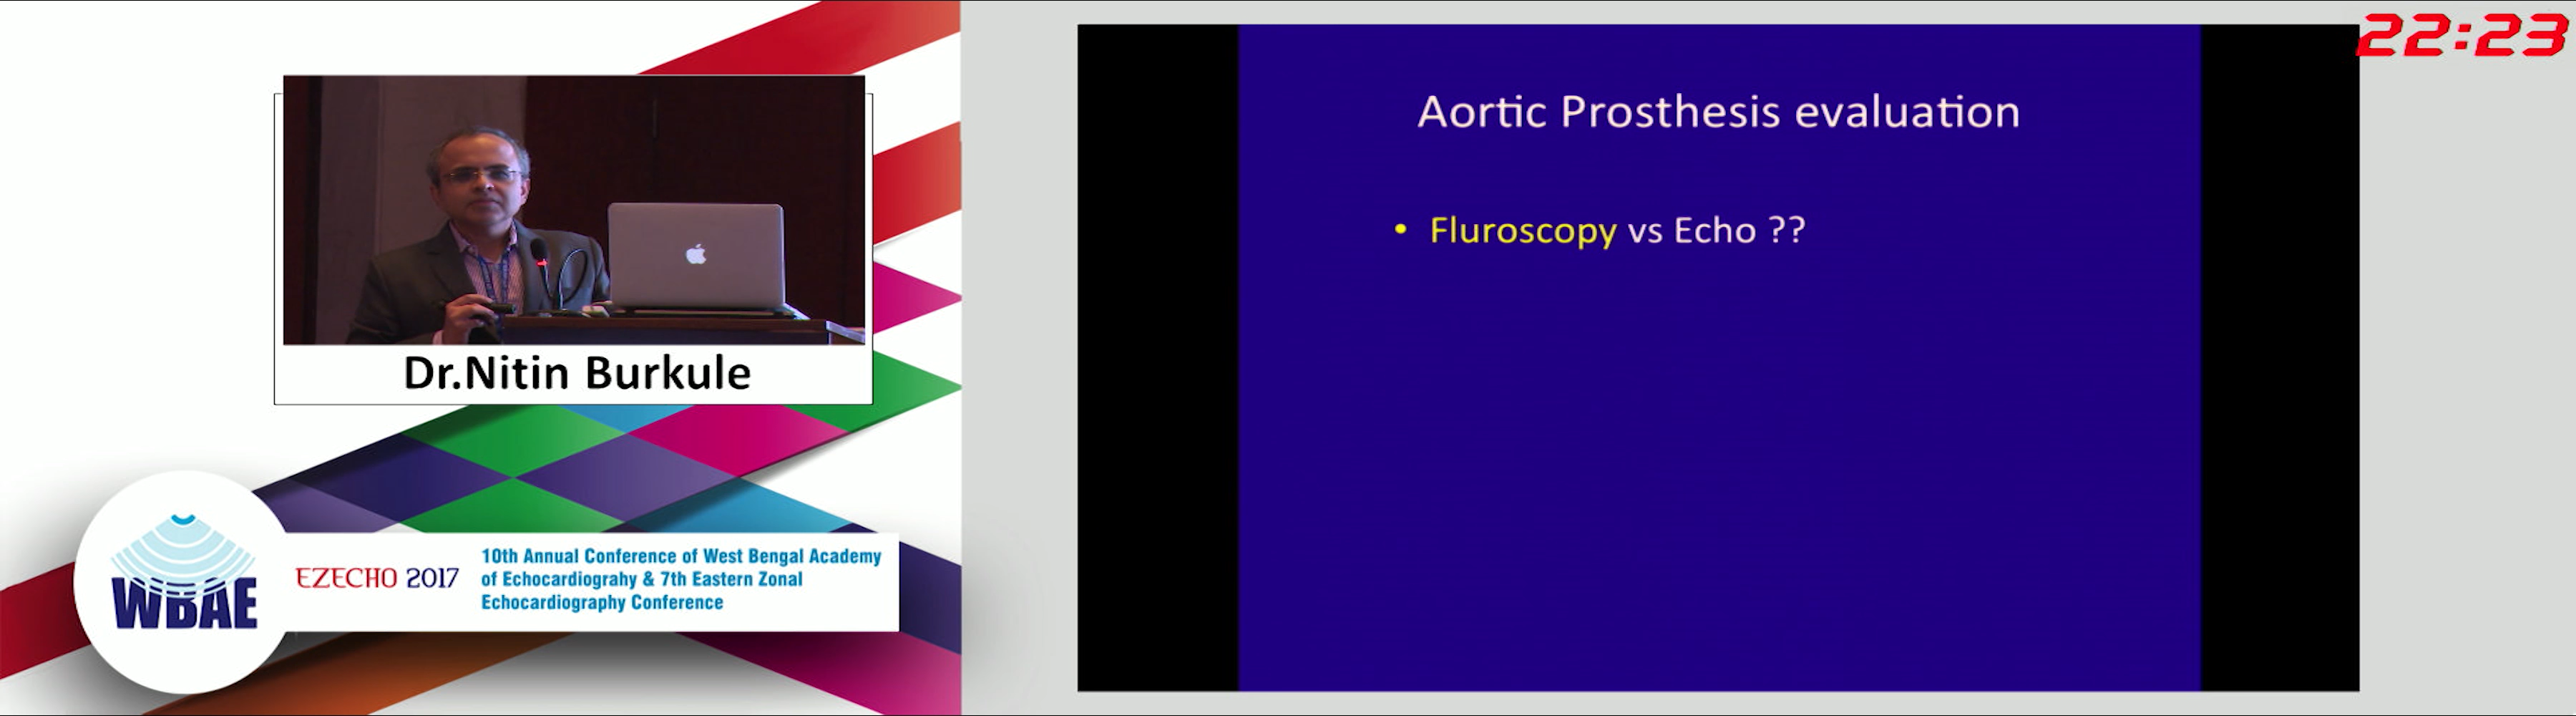 22:23
Aortic Prosthesis evaluation
• Fluroscopy vs Echo ??
Dr.Nitin Burkule
WBAE
EZECHO 2017
10th Annual Conference of West Bengal Academy
of Echocardiograhy & 7th Eastern Zonal
Echocardiography Conference